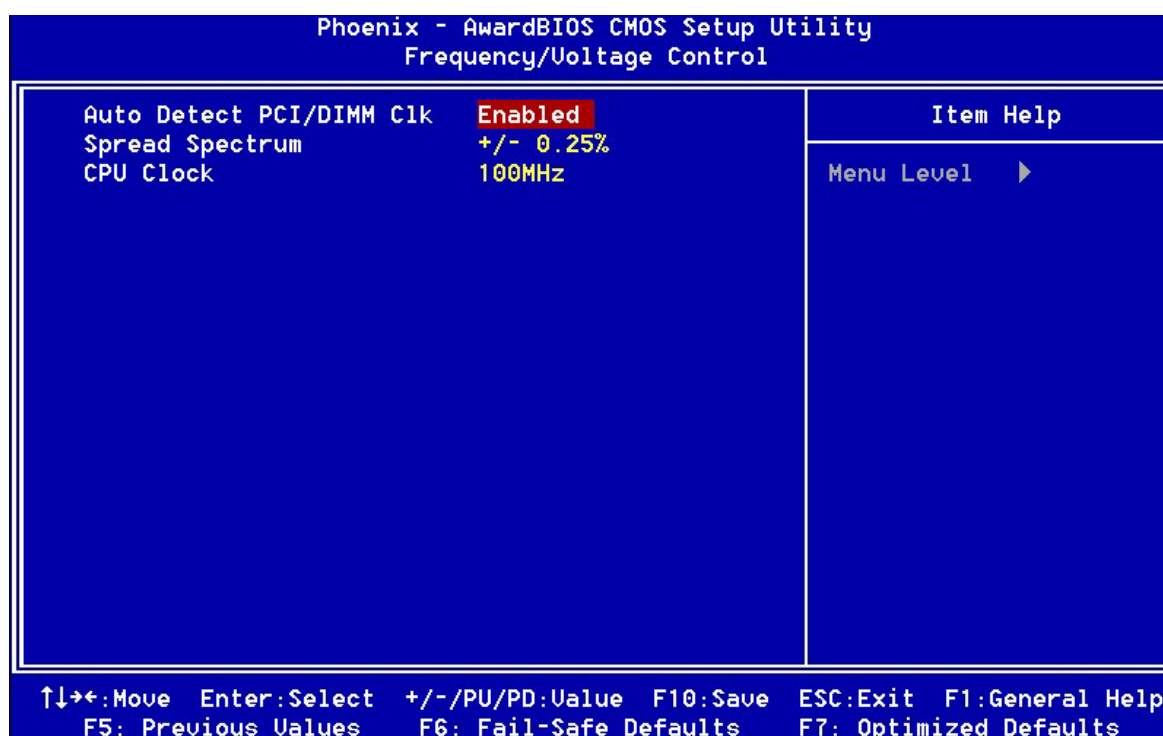 Phoenix - AwardBIOS CMOS Setup Utility
Frequency/Voltage Control
Auto Detect PCI/DIMM Clk Enabled
Spread Spectrum +/- 0.25%
CPU Clock 100MHz
Item Help
Menu Level ▶
↑↓→←:Move Enter:Select +/-/PU/PD:Value F10:Save ESC:Exit F1:General Help
F5: Previous Values F6: Fail-Safe Defaults F7: Optimized Defaults